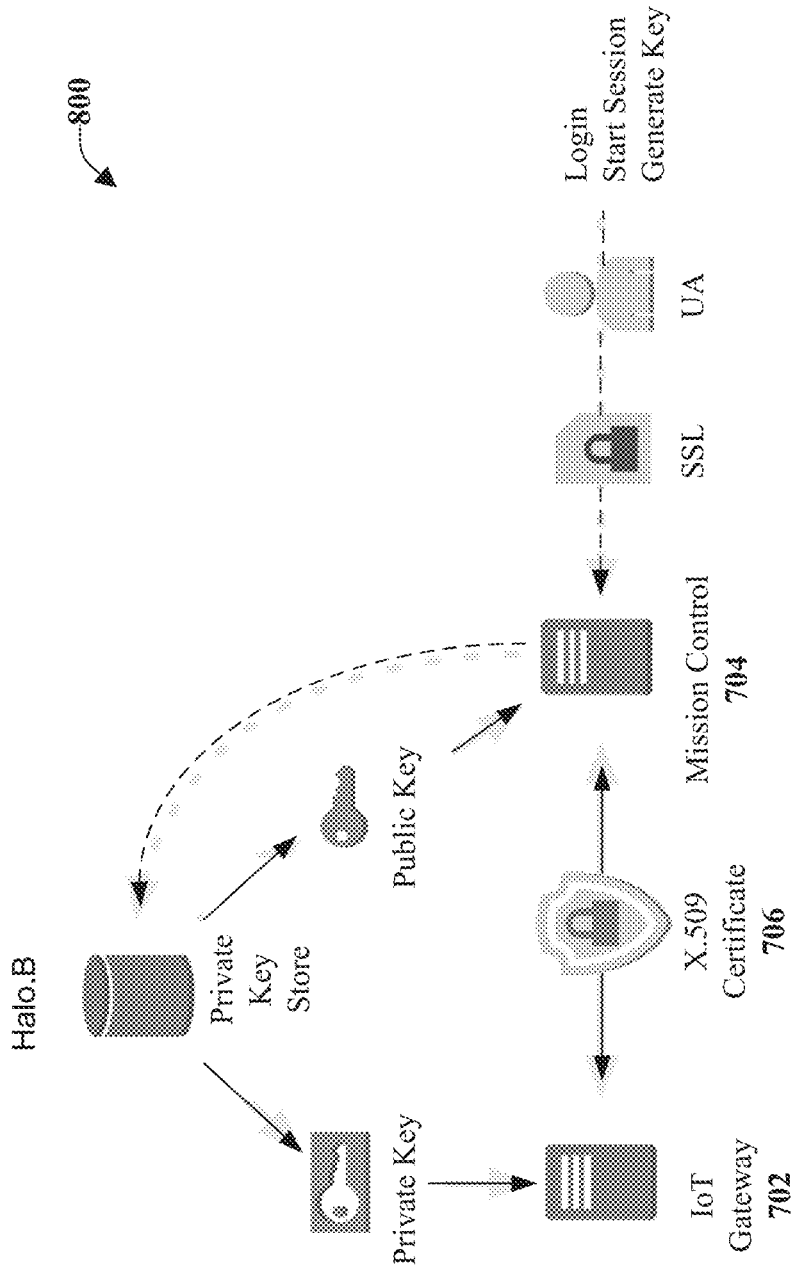 800
Halo.B
Private
Key
Store
Private Key
Public Key
IoT
Gateway
702
X.509
Certificate
706
Mission Control
704
SSL
UA
Login
Start Session
Generate Key